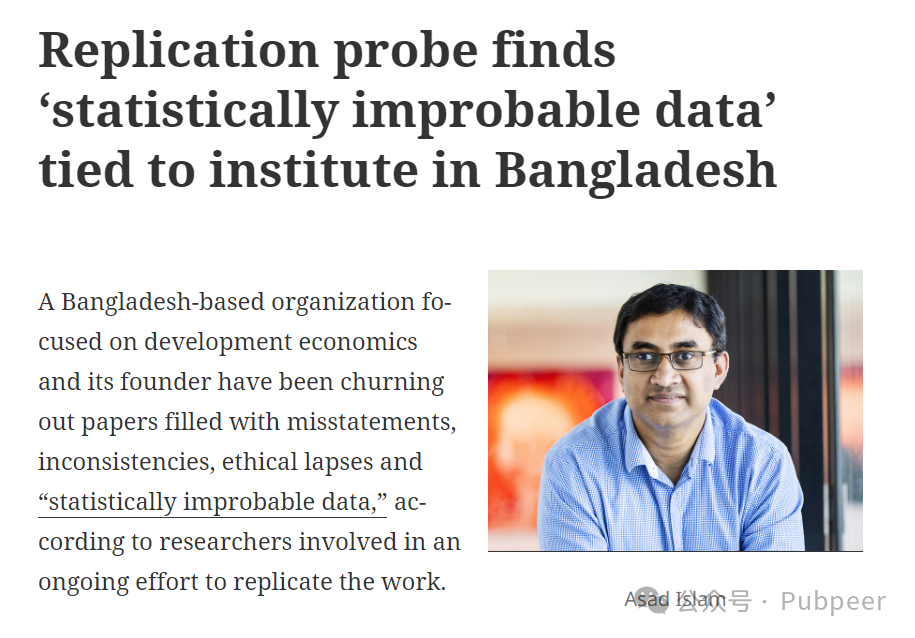 Replication probe finds
‘statistically improbable data’
tied to institute in Bangladesh
A Bangladesh-based organization fo-
cused on development economics
and its founder have been churning
out papers filled with misstatements,
inconsistencies, ethical lapses and
“statistically improbable data,” ac-
cording to researchers involved in an
ongoing effort to replicate the work.
Asad Islam
公众号 · Pubpeer